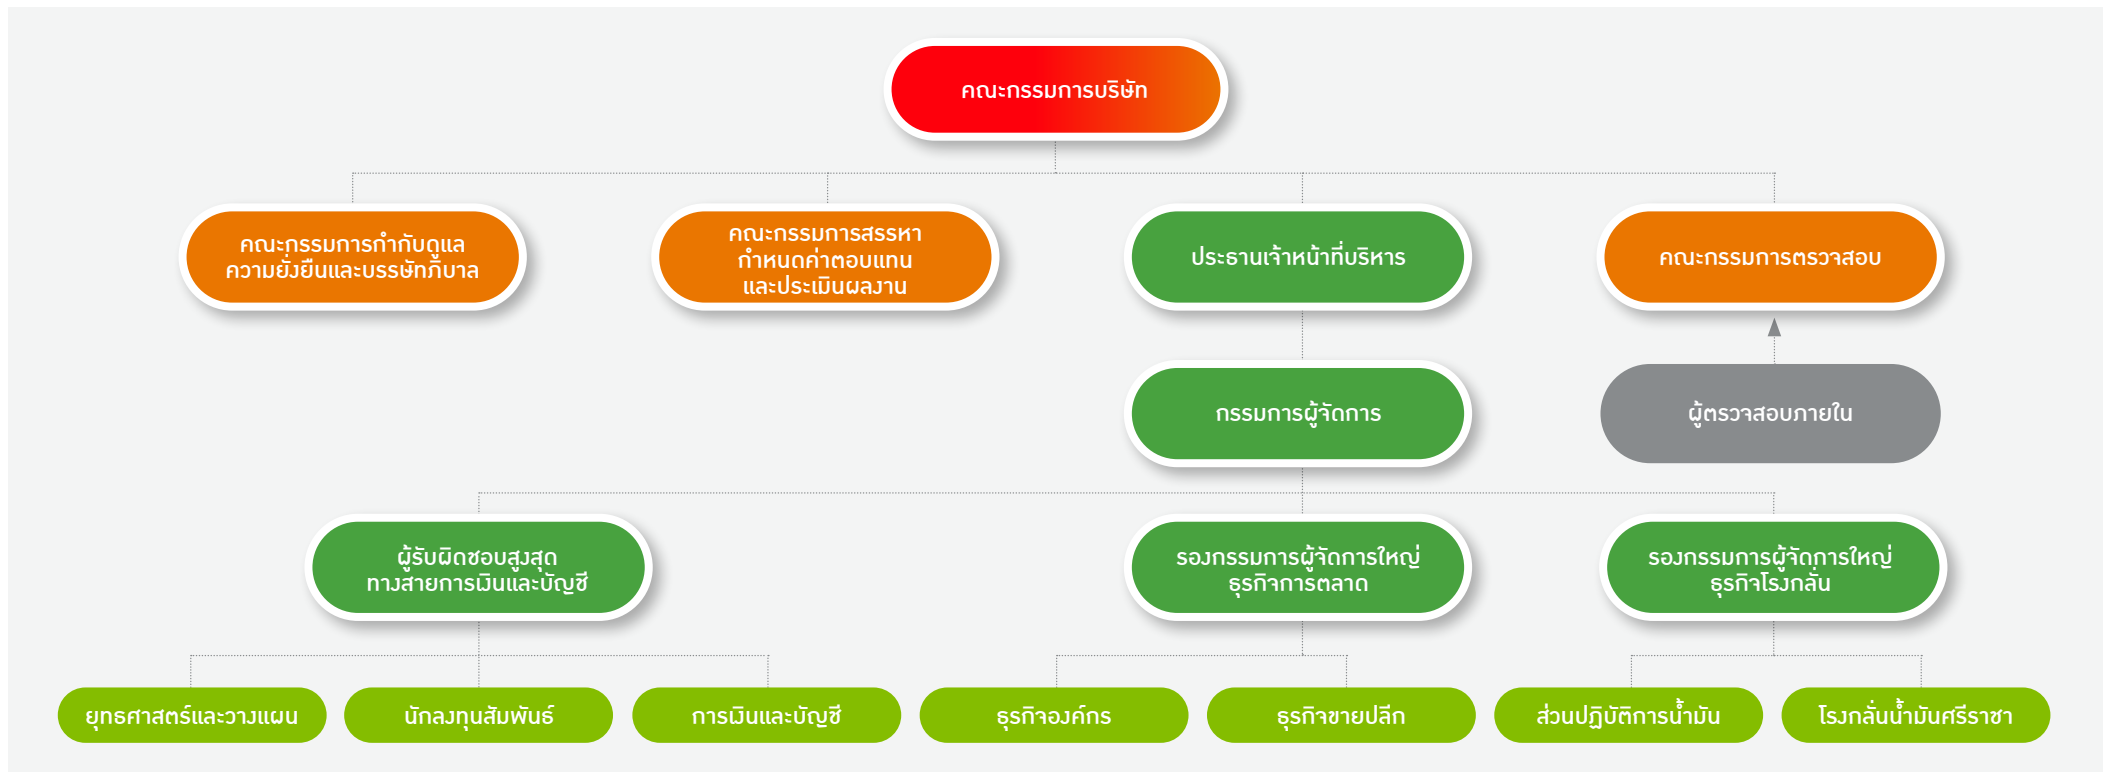 คณะกรรมการบริษัท
คณะกรรมการกำกับดูแล
ความยั่งยืนและบรรษัทภิบาล
คณะกรรมการสรรหา
กำหนดค่าตอบแทน
และประเมินผลงาน
ประธานเจ้าหน้าที่บริหาร
คณะกรรมการตรวจสอบ
กรรมการผู้จัดการ
ผู้ตรวจสอบภายใน
ผู้รับผิดชอบสูงสุด
ทางสายการเงินและบัญชี
รองกรรมการผู้จัดการใหญ่
ธุรกิจการตลาด
รองกรรมการผู้จัดการใหญ่
ธุรกิจโรงกลั่น
ยุทธศาสตร์และวางแผน
นักลงทุนสัมพันธ์
การเงินและบัญชี
ธุรกิจองค์กร
ธุรกิจขายปลีก
ส่วนปฏิบัติการน้ำมัน
โรงกลั่นน้ำมันศรีราชา